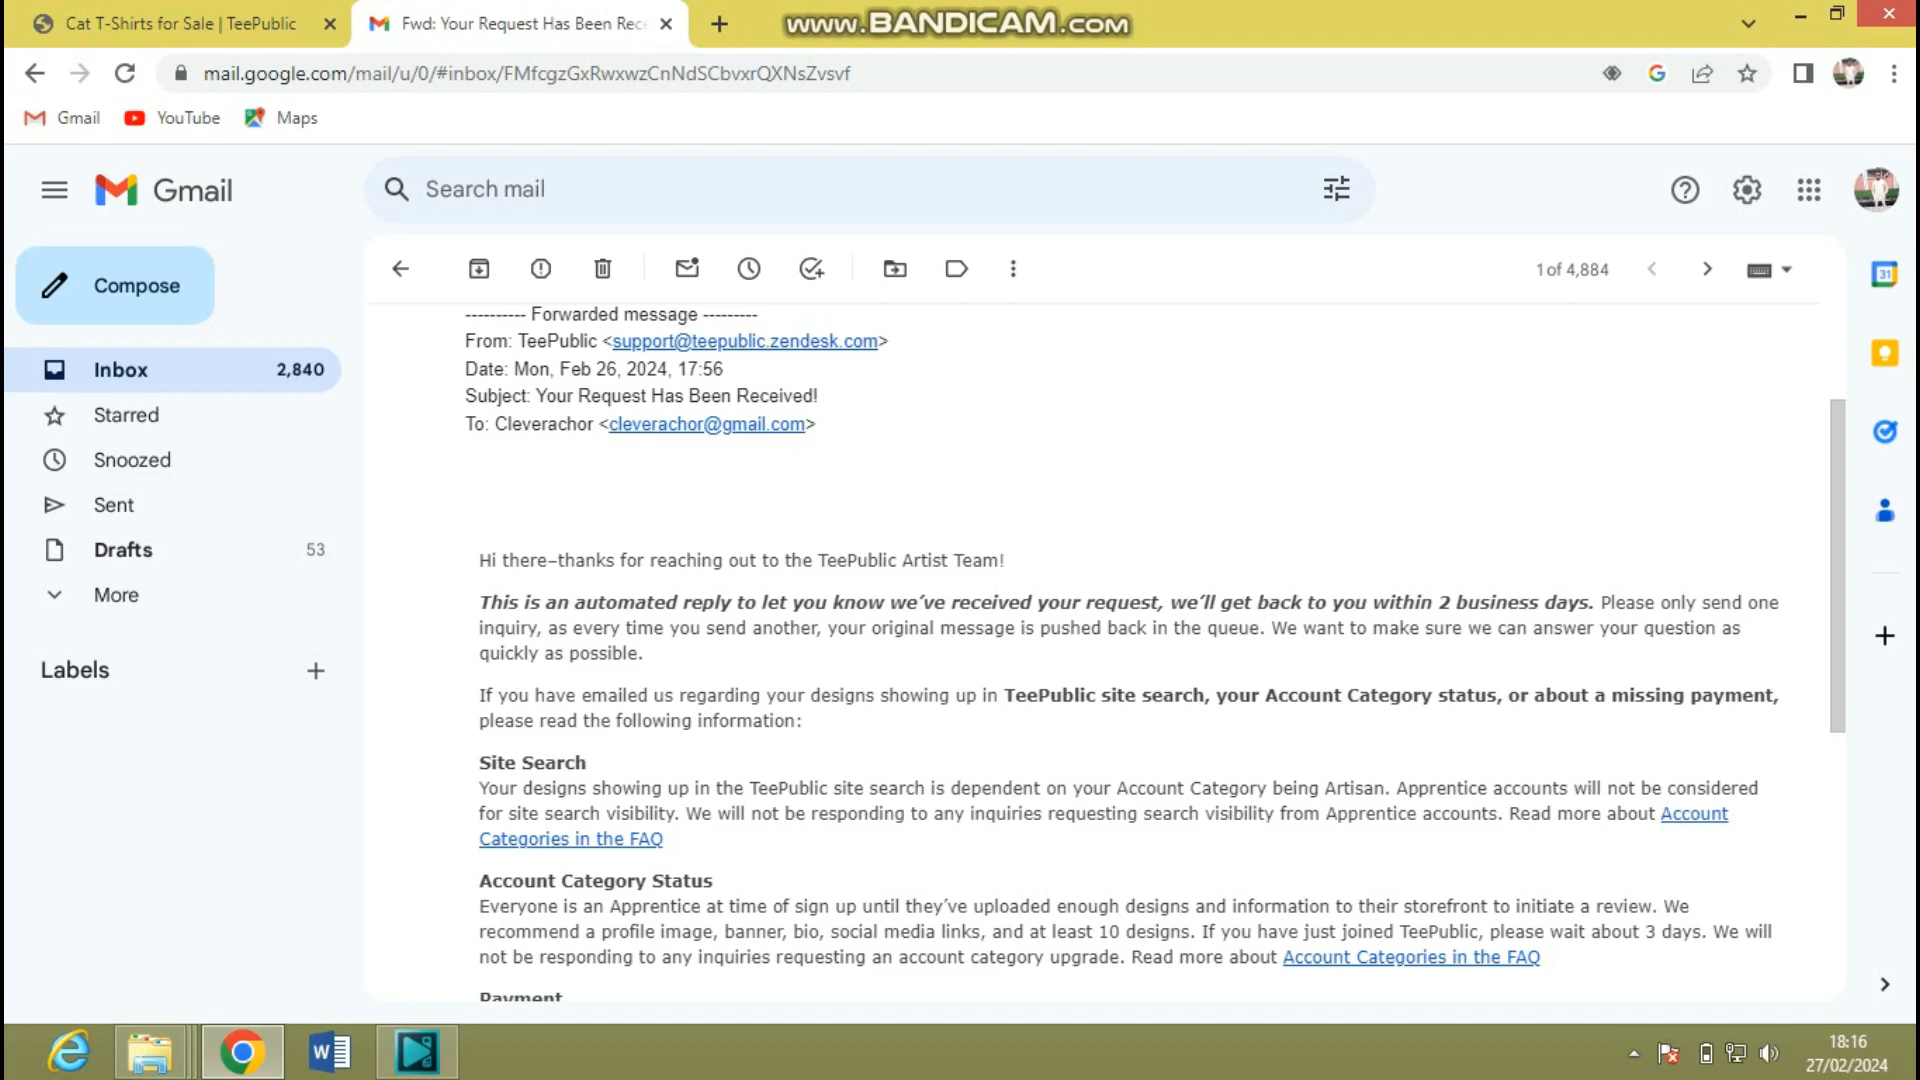 Cat T-Shirts for Sale | TeePublic
Fwd: Your Request Has Been Rec
www.BANDICAM.com
mail.google.com/mail/u/0/#inbox/FMfcgzGxRwxwzCnNdSCbvxrQXNsZvsvf
Gmail
YouTube
Maps
Gmail
Search mail
Compose
1 of 4,884
31
Inbox 2,840
Starred
Snoozed
Sent
Drafts 53
More
Labels
---------- Forwarded message ---------
From: TeePublic <support@teepublic.zendesk.com>
Date: Mon, Feb 26, 2024, 17:56
Subject: Your Request Has Been Received!
To: Cleverachor <cleverachor@gmail.com>
Hi there–thanks for reaching out to the TeePublic Artist Team!
This is an automated reply to let you know we’ve received your request, we’ll get back to you within 2 business days. Please only send one
inquiry, as every time you send another, your original message is pushed back in the queue. We want to make sure we can answer your question as
quickly as possible.
If you have emailed us regarding your designs showing up in TeePublic site search, your Account Category status, or about a missing payment,
please read the following information:
Site Search
Your designs showing up in the TeePublic site search is dependent on your Account Category being Artisan. Apprentice accounts will not be considered
for site search visibility. We will not be responding to any inquiries requesting search visibility from Apprentice accounts. Read more about Account
Categories in the FAQ
Account Category Status
Everyone is an Apprentice at time of sign up until they’ve uploaded enough designs and information to their storefront to initiate a review. We
recommend a profile image, banner, bio, social media links, and at least 10 designs. If you have just joined TeePublic, please wait about 3 days. We will
not be responding to any inquiries requesting an account category upgrade. Read more about Account Categories in the FAQ
Payment
18:16
27/02/2024